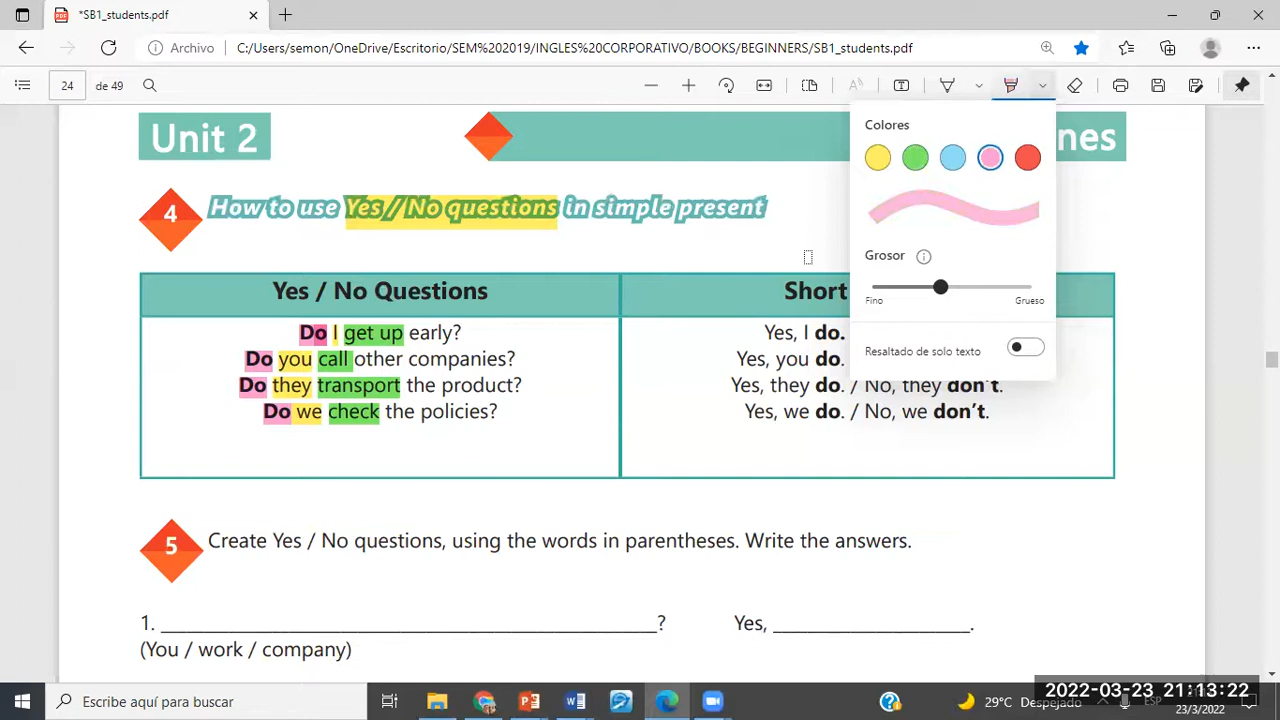 *SB1_students.pdf
Archivo
C:/Users/semon/OneDrive/Escritorio/SEM%202019/INGLES%20CORPORATIVO/BOOKS/BEGINNERS/SB1_students.pdf
24 de 49
Unit 2
nes
Colores
Grosor
Fino Grueso
Resaltado de solo texto
4 How to use Yes / No questions in simple present
Yes / No Questions Short
Do I get up early? Yes, I do.
Do you call other companies? Yes, you do.
Do they transport the product? Yes, they do. / No, they don't.
Do we check the policies? Yes, we do. / No, we don't.
5 Create Yes / No questions, using the words in parentheses. Write the answers.
1. ______________________________________________? Yes, __________________.
(You / work / company)
Escribe aquí para buscar
29°C Despejado
ESP
2022-03-23 21:13:22
23/3/2022